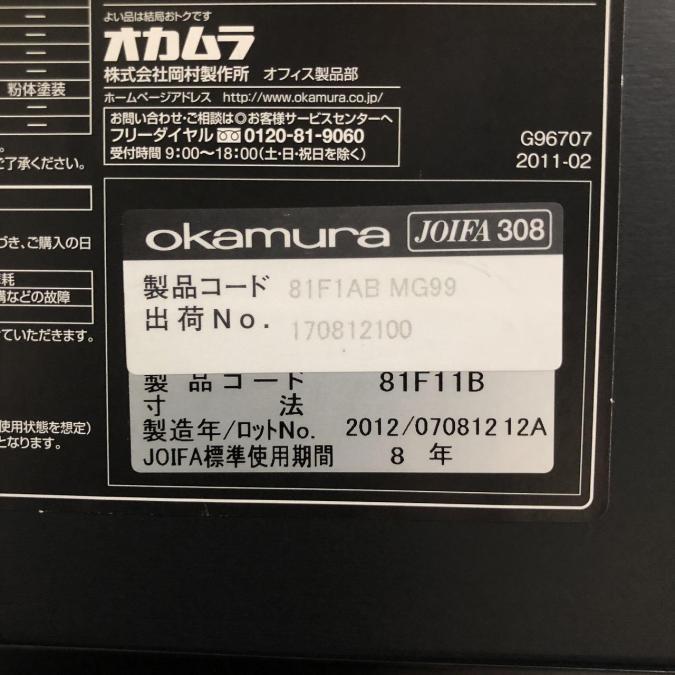 よい品は結局おトクです
オカムラ
株式会社岡村製作所 オフィス製品部
ホームページアドレス http://www.okamura.co.jp/
お問い合わせ・ご相談は◎お客様サービスセンターへ
フリーダイヤル 0120-81-9060
受付時間 9:00〜18:00(土・日・祝日を除く)
G96707
2011-02
粉体塗装
ご了承ください。
づき、ご購入の日
耗
などの故障
ていただきます。
使用状態を想定)
となります。
okamura JOIFA 308
製品コード 81F1AB MG99
出荷No. 170812100
製品コード 81F11B
寸法
製造年/ロットNo. 2012/070812 12A
JOIFA標準使用期間 8年